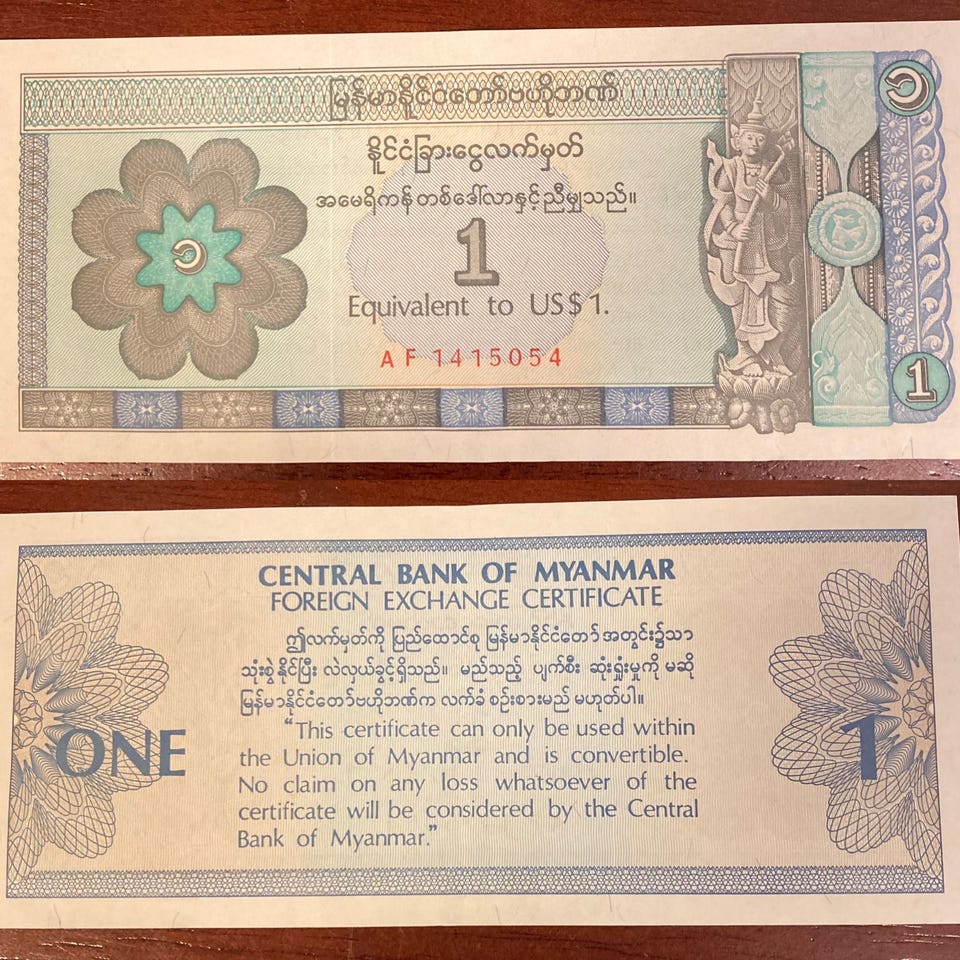 မြန်မာနိုင်ငံတော်ဗဟိုဘဏ်
နိုင်ငံခြားငွေလက်မှတ်
အမေရိကန်တစ်ဒေါ်လာနှင့်ညီမျှသည်။
၁
၁
1
Equivalent to US$1.
AF 1415054
1
CENTRAL BANK OF MYANMAR
FOREIGN EXCHANGE CERTIFICATE
ဤလက်မှတ်ကို ပြည်ထောင်စု မြန်မာနိုင်ငံတော် အတွင်း၌သာ
သုံးစွဲ နိုင်ပြီး လဲလှယ်ခွင့်ရှိသည်။ မည်သည့် ပျက်စီး ဆုံးရှုံးမှုကို မဆို
မြန်မာနိုင်ငံတော်ဗဟိုဘဏ်က လက်ခံ စဉ်းစားမည် မဟုတ်ပါ။
"This certificate can only be used within
the Union of Myanmar and is convertible.
No claim on any loss whatsoever of the
certificate will be considered by the Central
Bank of Myanmar."
ONE
1